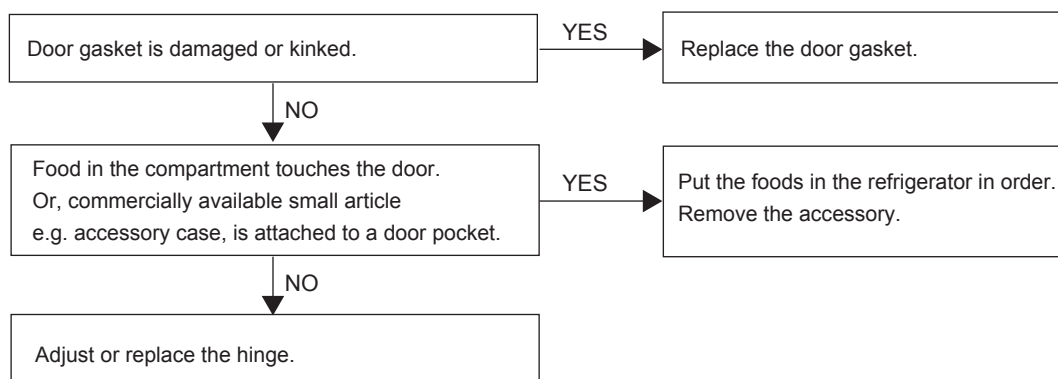 Door gasket is damaged or kinked.
YES
Replace the door gasket.
NO
Food in the compartment touches the door.
Or, commercially available small article
e.g. accessory case, is attached to a door pocket.
YES
Put the foods in the refrigerator in order.
Remove the accessory.
NO
Adjust or replace the hinge.